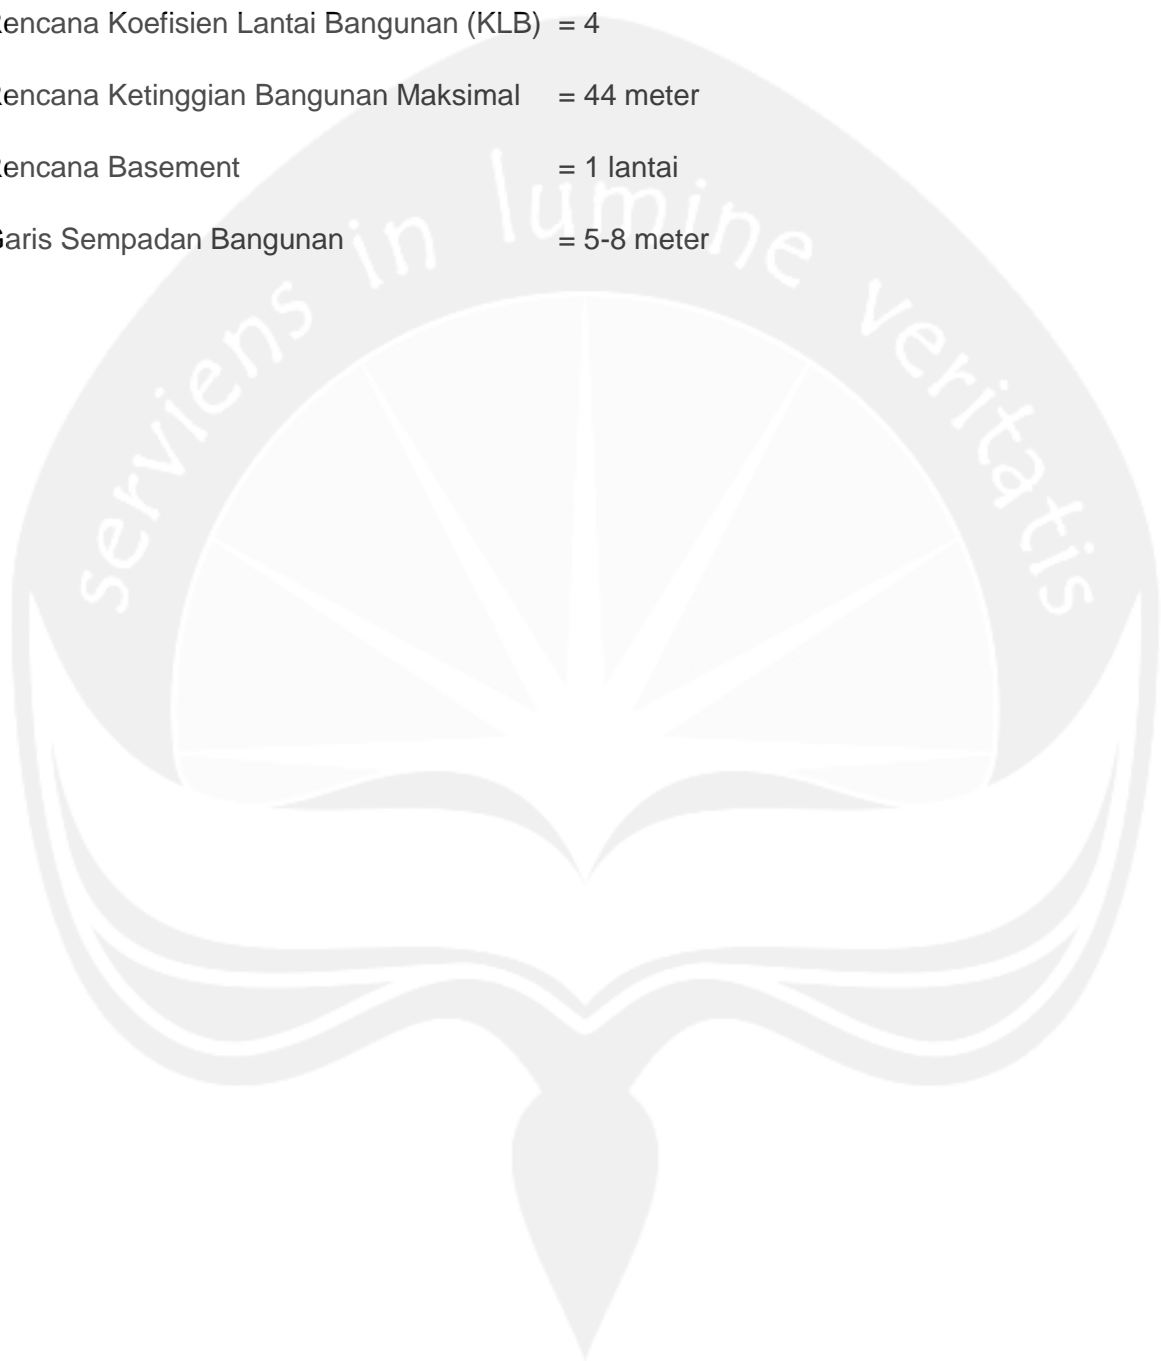 Rencana Koefisien Lantai Bangunan (KLB) = 4
Rencana Ketinggian Bangunan Maksimal = 44 meter
Rencana Basement = 1 lantai
Garis Sempadan Bangunan = 5-8 meter
serviens in lumine veritatis